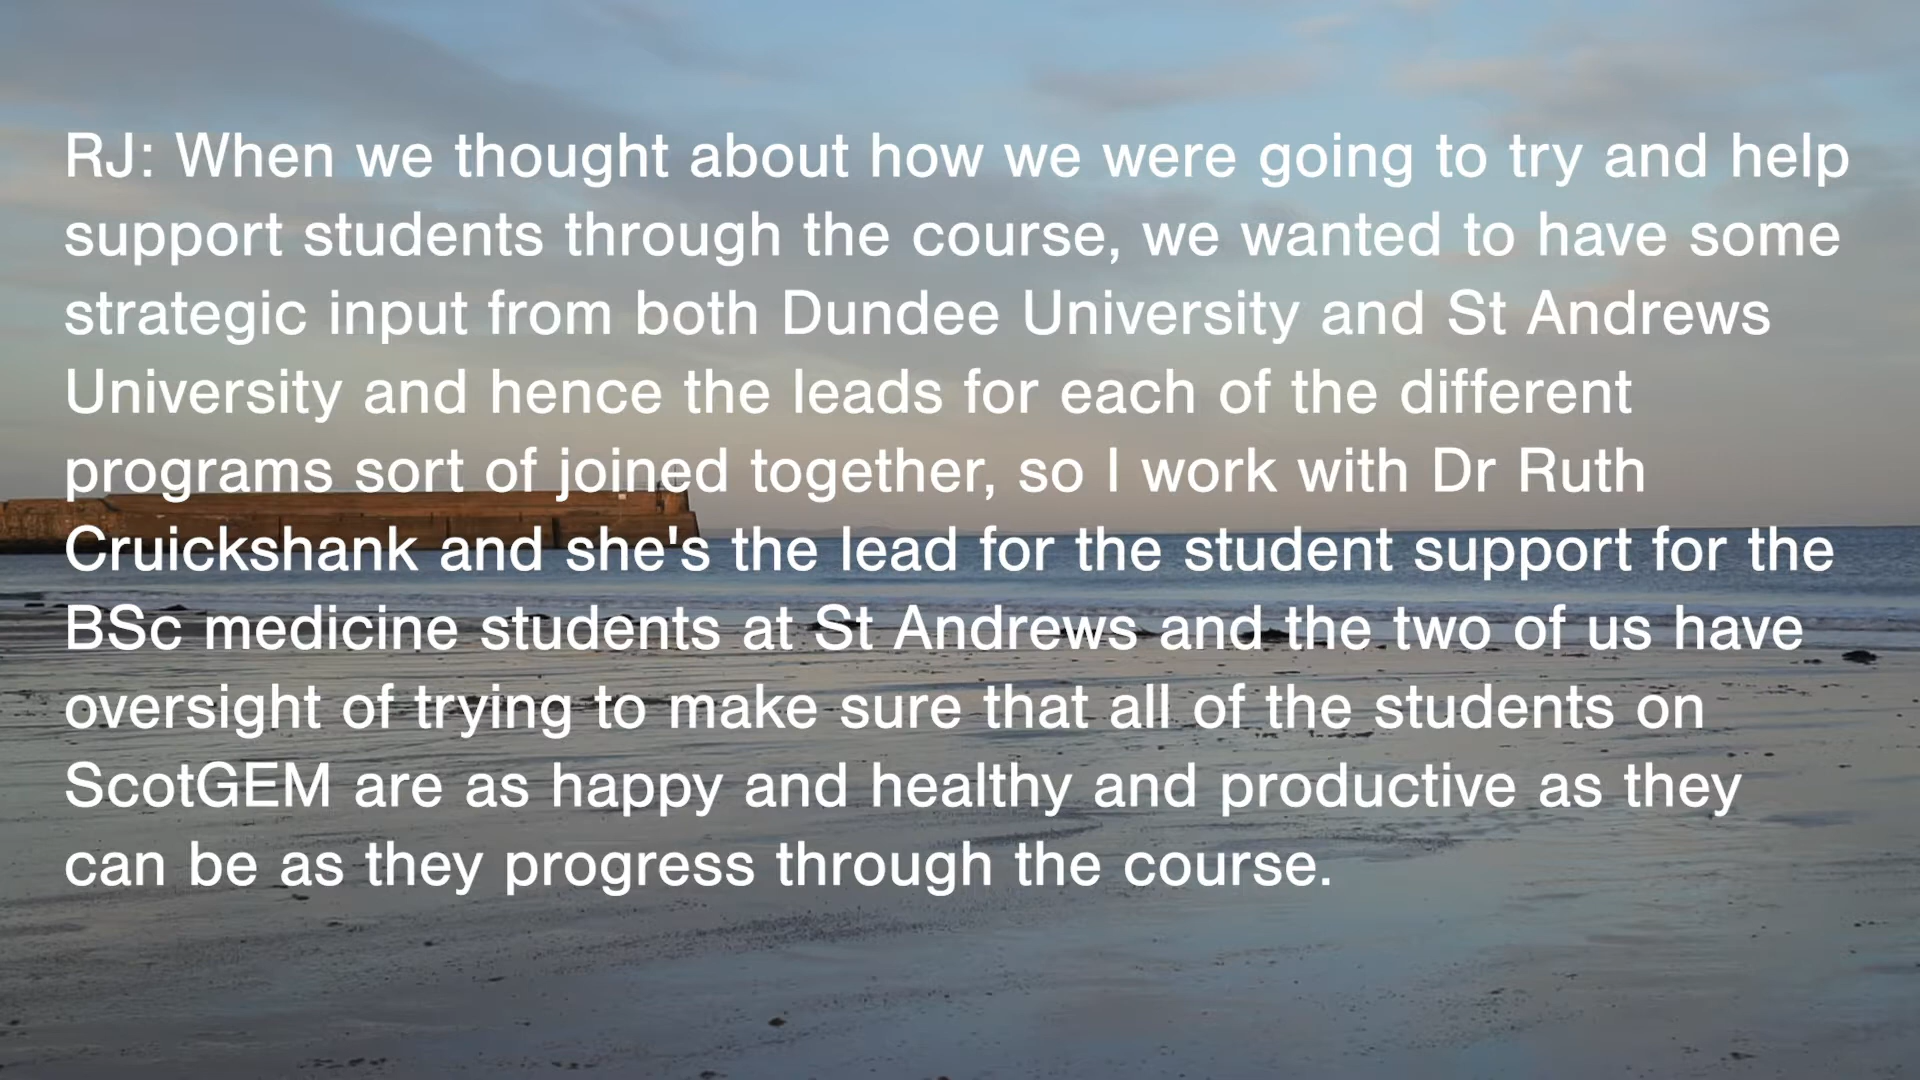 RJ: When we thought about how we were going to try and help
support students through the course, we wanted to have some
strategic input from both Dundee University and St Andrews
University and hence the leads for each of the different
programs sort of joined together, so I work with Dr Ruth
Cruickshank and she's the lead for the student support for the
BSc medicine students at St Andrews and the two of us have
oversight of trying to make sure that all of the students on
ScotGEM are as happy and healthy and productive as they
can be as they progress through the course.